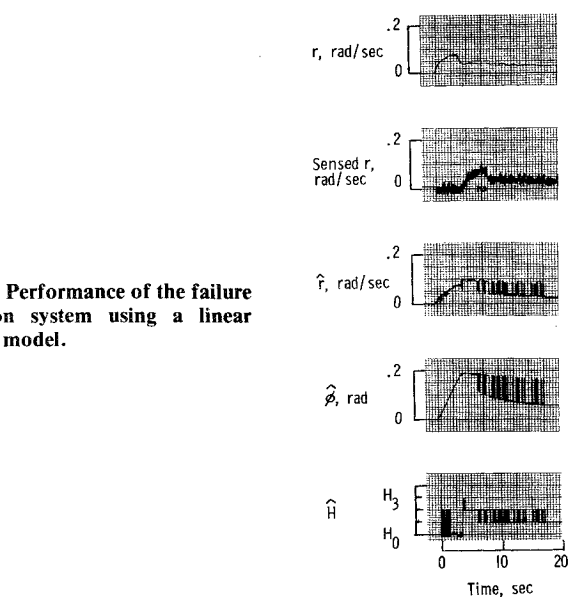 .2
r, rad/sec
0
.2
Sensed r,
rad/sec
0
.2
r̂, rad/sec
0
Performance of the failure
on system using a linear
model.
.2
φ̂, rad
0
H₃
Ĥ
H₀
0 10 20
Time, sec